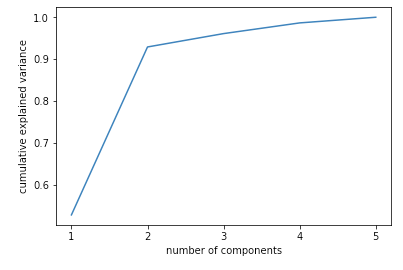 1.0
0.9
0.8
0.7
0.6
cumulative explained variance
1 2 3 4 5
number of components